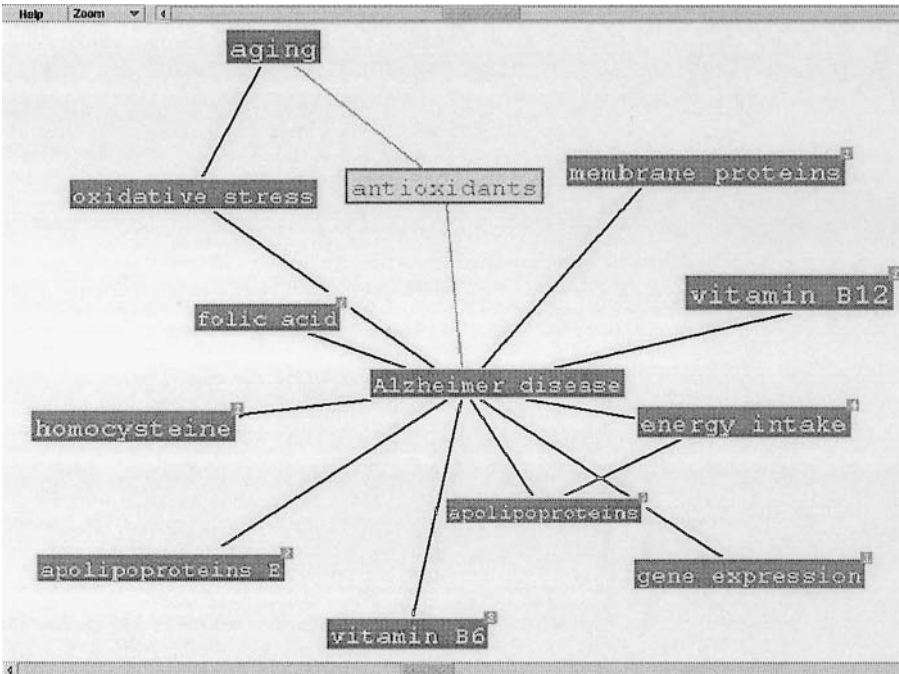 Help Zoom
aging
membrane proteins
oxidative stress
antioxidants
vitamin B12
folic acid
Alzheimer disease
homocysteine
energy intake
apolipoproteins
apolipoproteins E
gene expression
vitamin B6